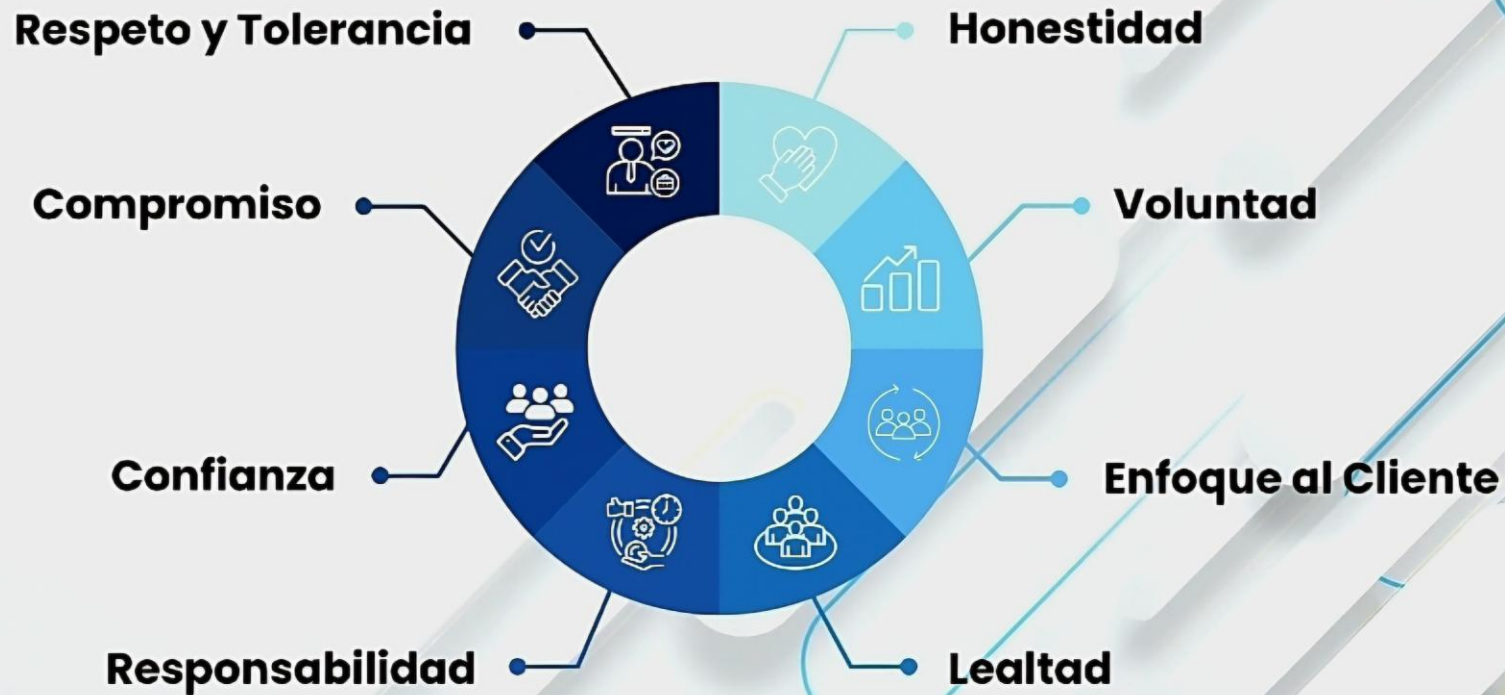 Respeto y Tolerancia
Honestidad
Compromiso
Voluntad
Confianza
Enfoque al Cliente
Responsabilidad
Lealtad